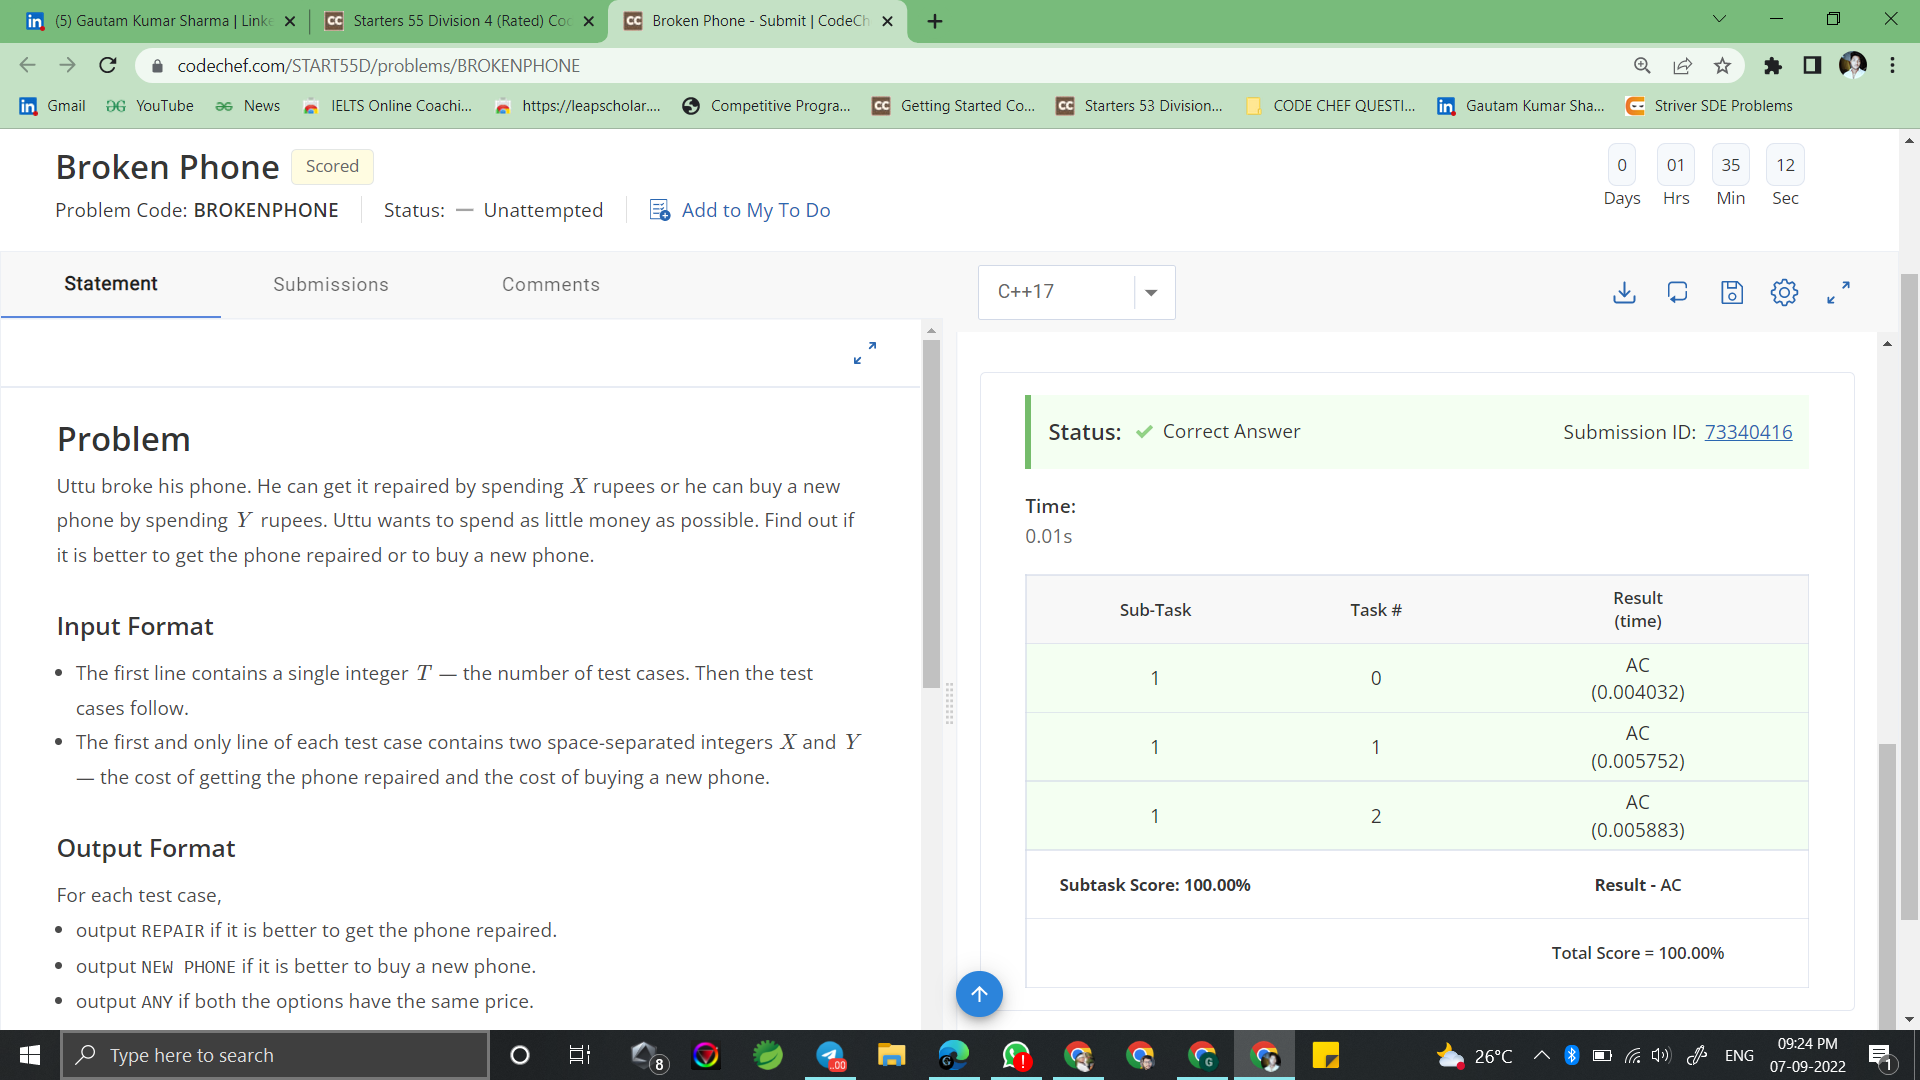 (5) Gautam Kumar Sharma | Linke
Starters 55 Division 4 (Rated) Co
Broken Phone - Submit | CodeCh
codechef.com/START55D/problems/BROKENPHONE
Gmail YouTube News IELTS Online Coachi... https://leapscholar.... Competitive Progra... Getting Started Co... Starters 53 Division... CODE CHEF QUESTI... Gautam Kumar Sha... Striver SDE Problems
Broken Phone Scored
0 01 35 12
Days Hrs Min Sec
Problem Code: BROKENPHONE Status: — Unattempted Add to My To Do
Statement Submissions Comments
C++17
Problem
Uttu broke his phone. He can get it repaired by spending X rupees or he can buy a new
phone by spending Y rupees. Uttu wants to spend as little money as possible. Find out if
it is better to get the phone repaired or to buy a new phone.
Input Format
• The first line contains a single integer T — the number of test cases. Then the test
cases follow.
• The first and only line of each test case contains two space-separated integers X and Y
— the cost of getting the phone repaired and the cost of buying a new phone.
Output Format
For each test case,
• output REPAIR if it is better to get the phone repaired.
• output NEW PHONE if it is better to buy a new phone.
• output ANY if both the options have the same price.
Status: Correct Answer Submission ID: 73340416
Time:
0.01s
Sub-Task Task # Result
(time)
1 0 AC
(0.004032)
1 1 AC
(0.005752)
1 2 AC
(0.005883)
Subtask Score: 100.00% Result - AC
Total Score = 100.00%
Type here to search
8
.00
G
G
26°C
ENG
09:24 PM
07-09-2022
1